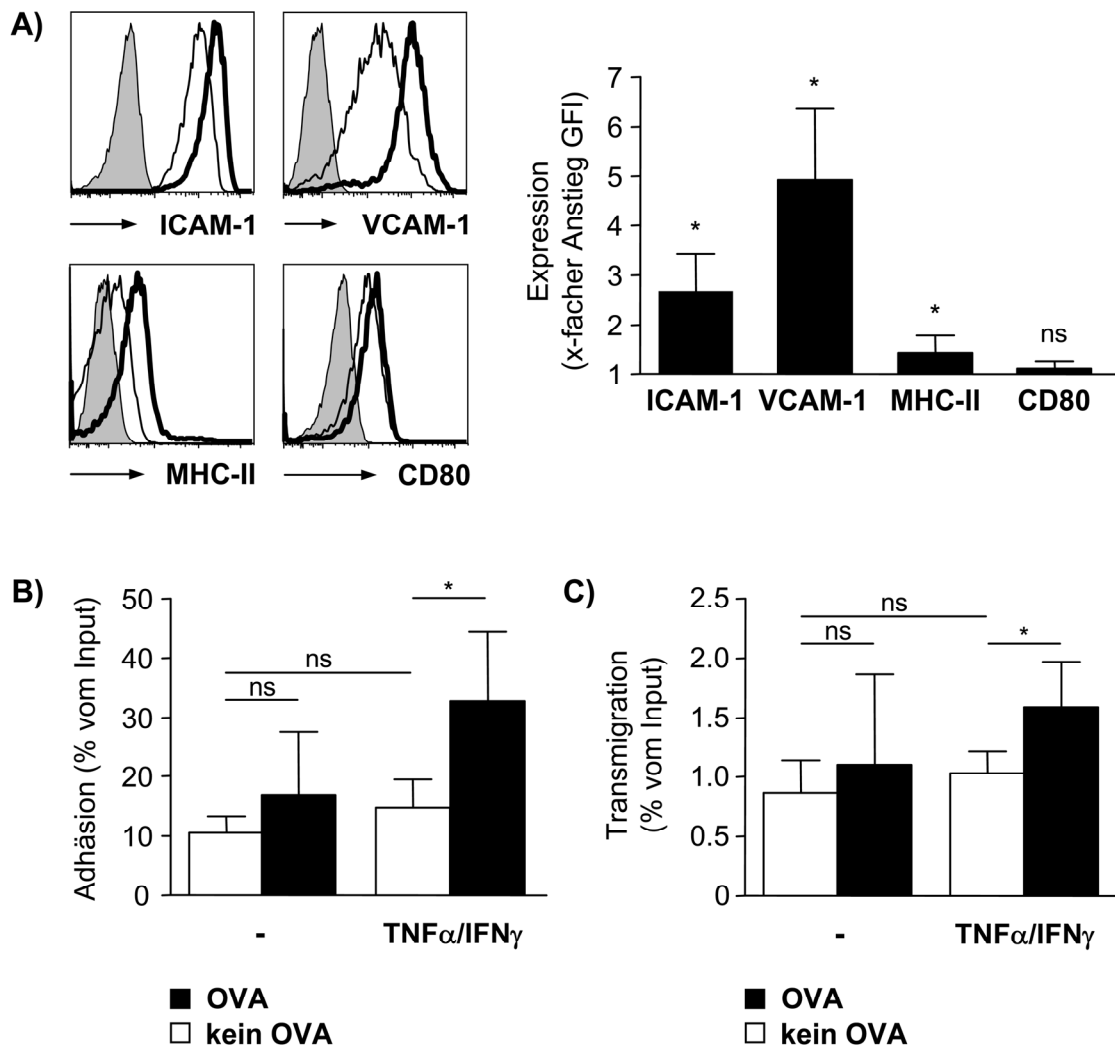 A)
ICAM-1
VCAM-1
MHC-II
CD80
Expression
(x-facher Anstieg GFI)
7
6
5
4
3
2
1
*
*
*
ns
ICAM-1 VCAM-1 MHC-II CD80
B)
Adhäsion (% vom Input)
50
40
30
20
10
0
ns
ns
*
-
TNFα/IFNγ
OVA
kein OVA
C)
Transmigration
(% vom Input)
2.5
2.0
1.5
1.0
0.5
0
ns
ns
*
-
TNFα/IFNγ
OVA
kein OVA